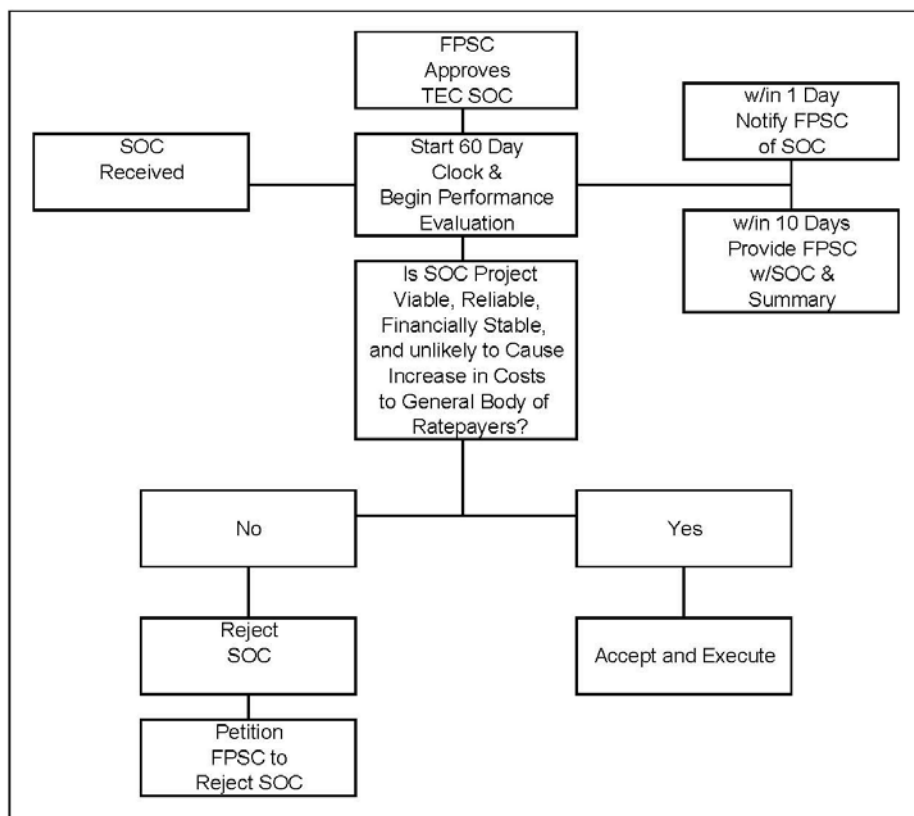 FPSC
Approves
TEC SOC
w/in 1 Day
Notify FPSC
of SOC
SOC
Received
Start 60 Day
Clock &
Begin Performance
Evaluation
w/in 10 Days
Provide FPSC
w/SOC &
Summary
Is SOC Project
Viable, Reliable,
Financially Stable,
and unlikely to Cause
Increase in Costs
to General Body of
Ratepayers?
No
Yes
Reject
SOC
Accept and Execute
Petition
FPSC to
Reject SOC